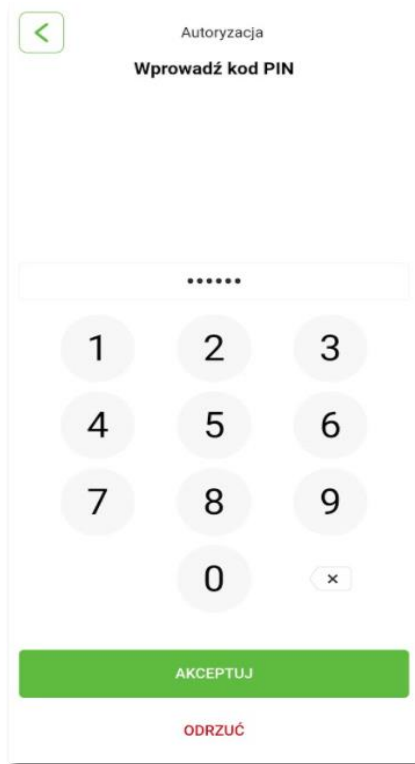 Autoryzacja
Wprowadź kod PIN
••••••
1 2 3
4 5 6
7 8 9
0
AKCEPTUJ
ODRZUĆ